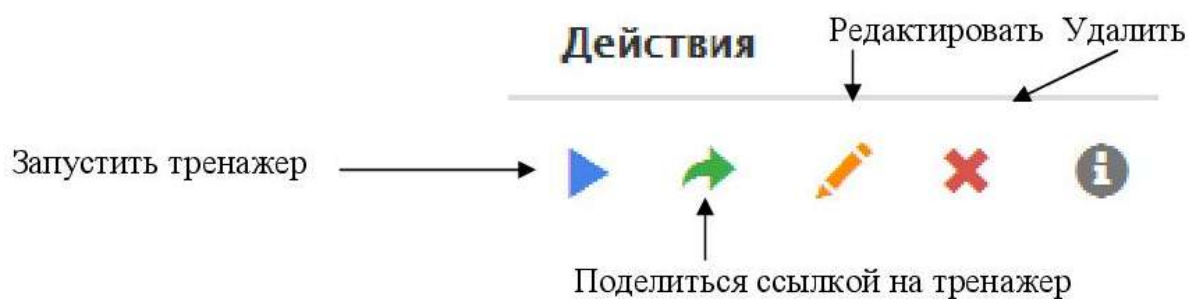 Действия
Редактировать Удалить
Запустить тренажер
Поделиться ссылкой на тренажер